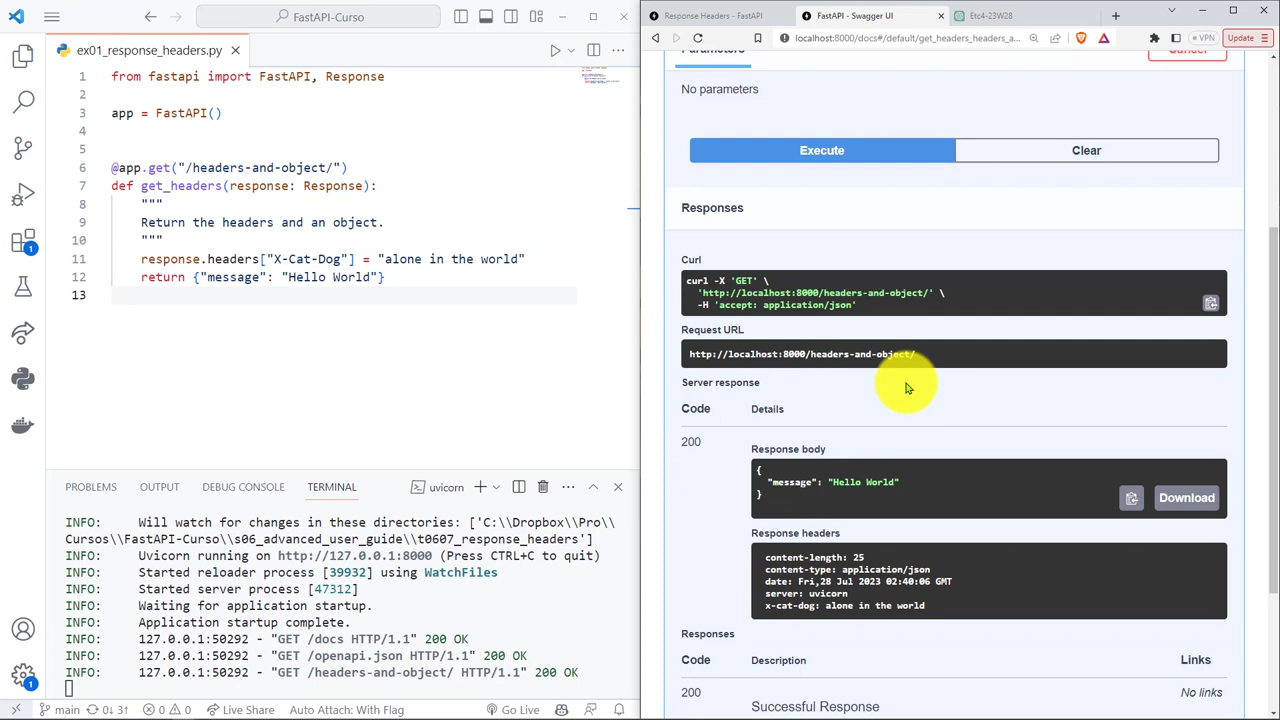 FastAPI-Curso
ex01_response_headers.py
1 from fastapi import FastAPI, Response
2
3 app = FastAPI()
4
5
6 @app.get("/headers-and-object/")
7 def get_headers(response: Response):
8 """
9 Return the headers and an object.
10 """
11 response.headers["X-Cat-Dog"] = "alone in the world"
12 return {"message": "Hello World"}
13
1
PROBLEMS OUTPUT DEBUG CONSOLE TERMINAL uvicorn
INFO: Will watch for changes in these directories: ['C:\\Dropbox\\Pro\\
Cursos\\FastAPI-Curso\\s06_advanced_user_guide\\t0607_response_headers']
INFO: Uvicorn running on http://127.0.0.1:8000 (Press CTRL+C to quit)
INFO: Started reloader process [39932] using WatchFiles
INFO: Started server process [47312]
INFO: Waiting for application startup.
INFO: Application startup complete.
INFO: 127.0.0.1:50292 - "GET /docs HTTP/1.1" 200 OK
INFO: 127.0.0.1:50292 - "GET /openapi.json HTTP/1.1" 200 OK
INFO: 127.0.0.1:50292 - "GET /headers-and-object/ HTTP/1.1" 200 OK
1
main 0↓ 3↑ 0 0 Live Share Auto Attach: With Flag Go Live
Response Headers - FastAPI
FastAPI - Swagger UI
Etc4-23W28
localhost:8000/docs#/default/get_headers_headers_a...
VPN
Update
Parameters
Cancel
No parameters
Execute
Clear
Responses
Curl
curl -X 'GET' \
'http://localhost:8000/headers-and-object/' \
-H 'accept: application/json'
Request URL
http://localhost:8000/headers-and-object/
Server response
Code Details
200
Response body
{
"message": "Hello World"
}
Download
Response headers
content-length: 25
content-type: application/json
date: Fri,28 Jul 2023 02:40:06 GMT
server: uvicorn
x-cat-dog: alone in the world
Responses
Code Description Links
200 No links
Successful Response